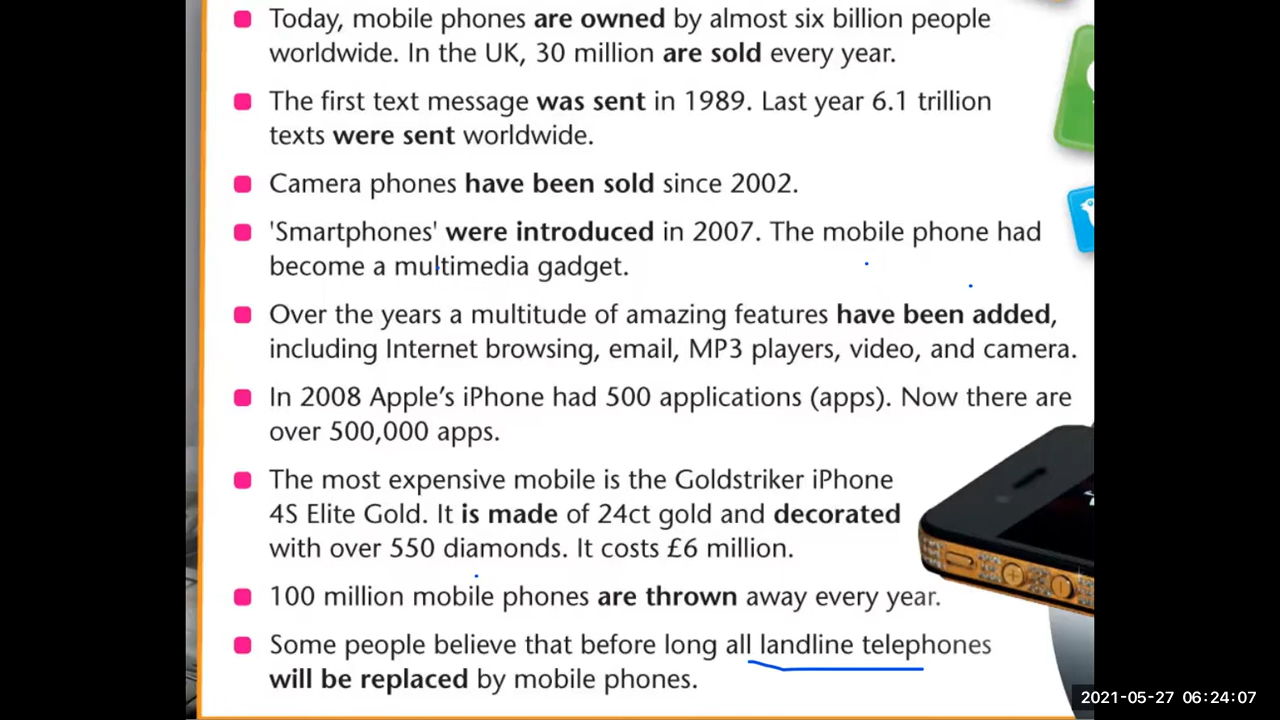 Today, mobile phones are owned by almost six billion people
worldwide. In the UK, 30 million are sold every year.
The first text message was sent in 1989. Last year 6.1 trillion
texts were sent worldwide.
Camera phones have been sold since 2002.
'Smartphones' were introduced in 2007. The mobile phone had
become a multimedia gadget.
Over the years a multitude of amazing features have been added,
including Internet browsing, email, MP3 players, video, and camera.
In 2008 Apple's iPhone had 500 applications (apps). Now there are
over 500,000 apps.
The most expensive mobile is the Goldstriker iPhone
4S Elite Gold. It is made of 24ct gold and decorated
with over 550 diamonds. It costs £6 million.
100 million mobile phones are thrown away every year.
Some people believe that before long all landline telephones
will be replaced by mobile phones.
2021-05-27 06:24:07